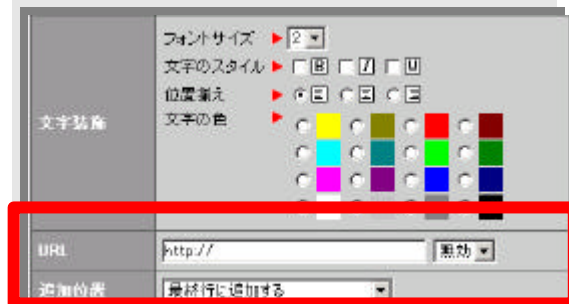 フォントサイズ ▶ 2
文字のスタイル ▶ B I U
位置揃え ▶
文字装飾
文字の色 ▶
URL
http://
無効
追加位置
最終行に追加する